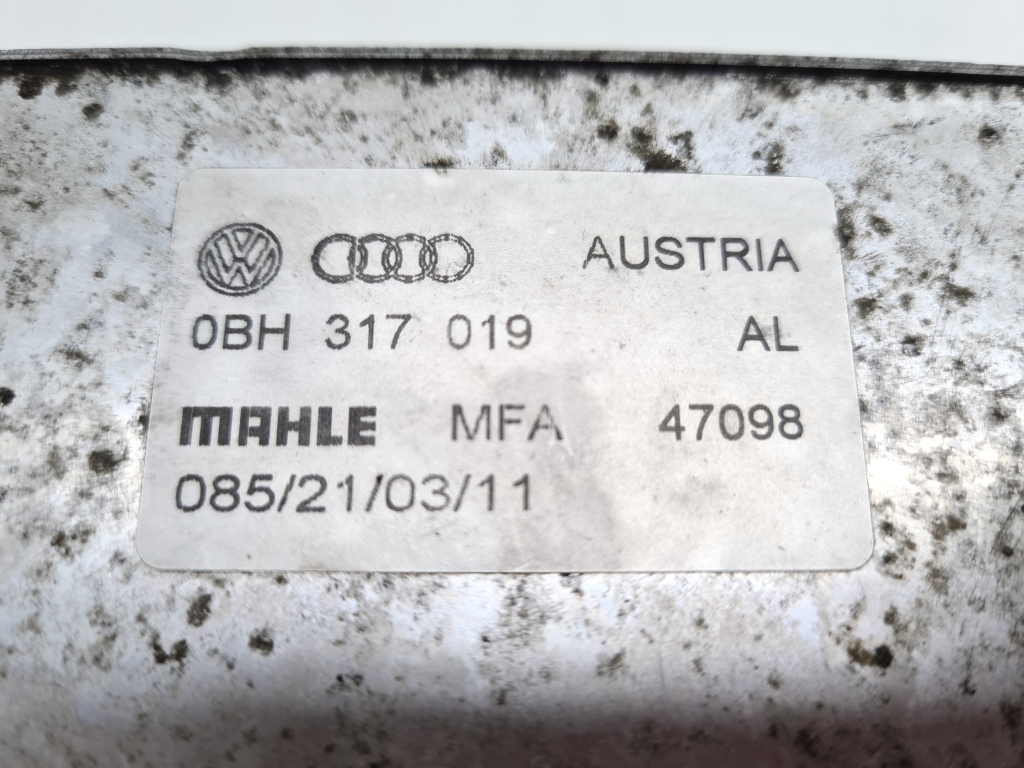 AUSTRIA
0BH 317 019 AL
MAHLE MFA 47098
085/21/03/11